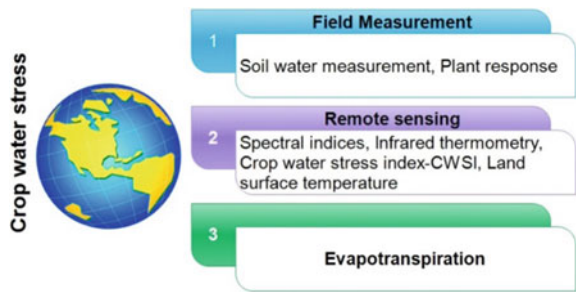 Crop water stress
1
Field Measurement
Soil water measurement, Plant response
2
Remote sensing
Spectral indices, Infrared thermometry,
Crop water stress index-CWSI, Land
surface temperature
3
Evapotranspiration